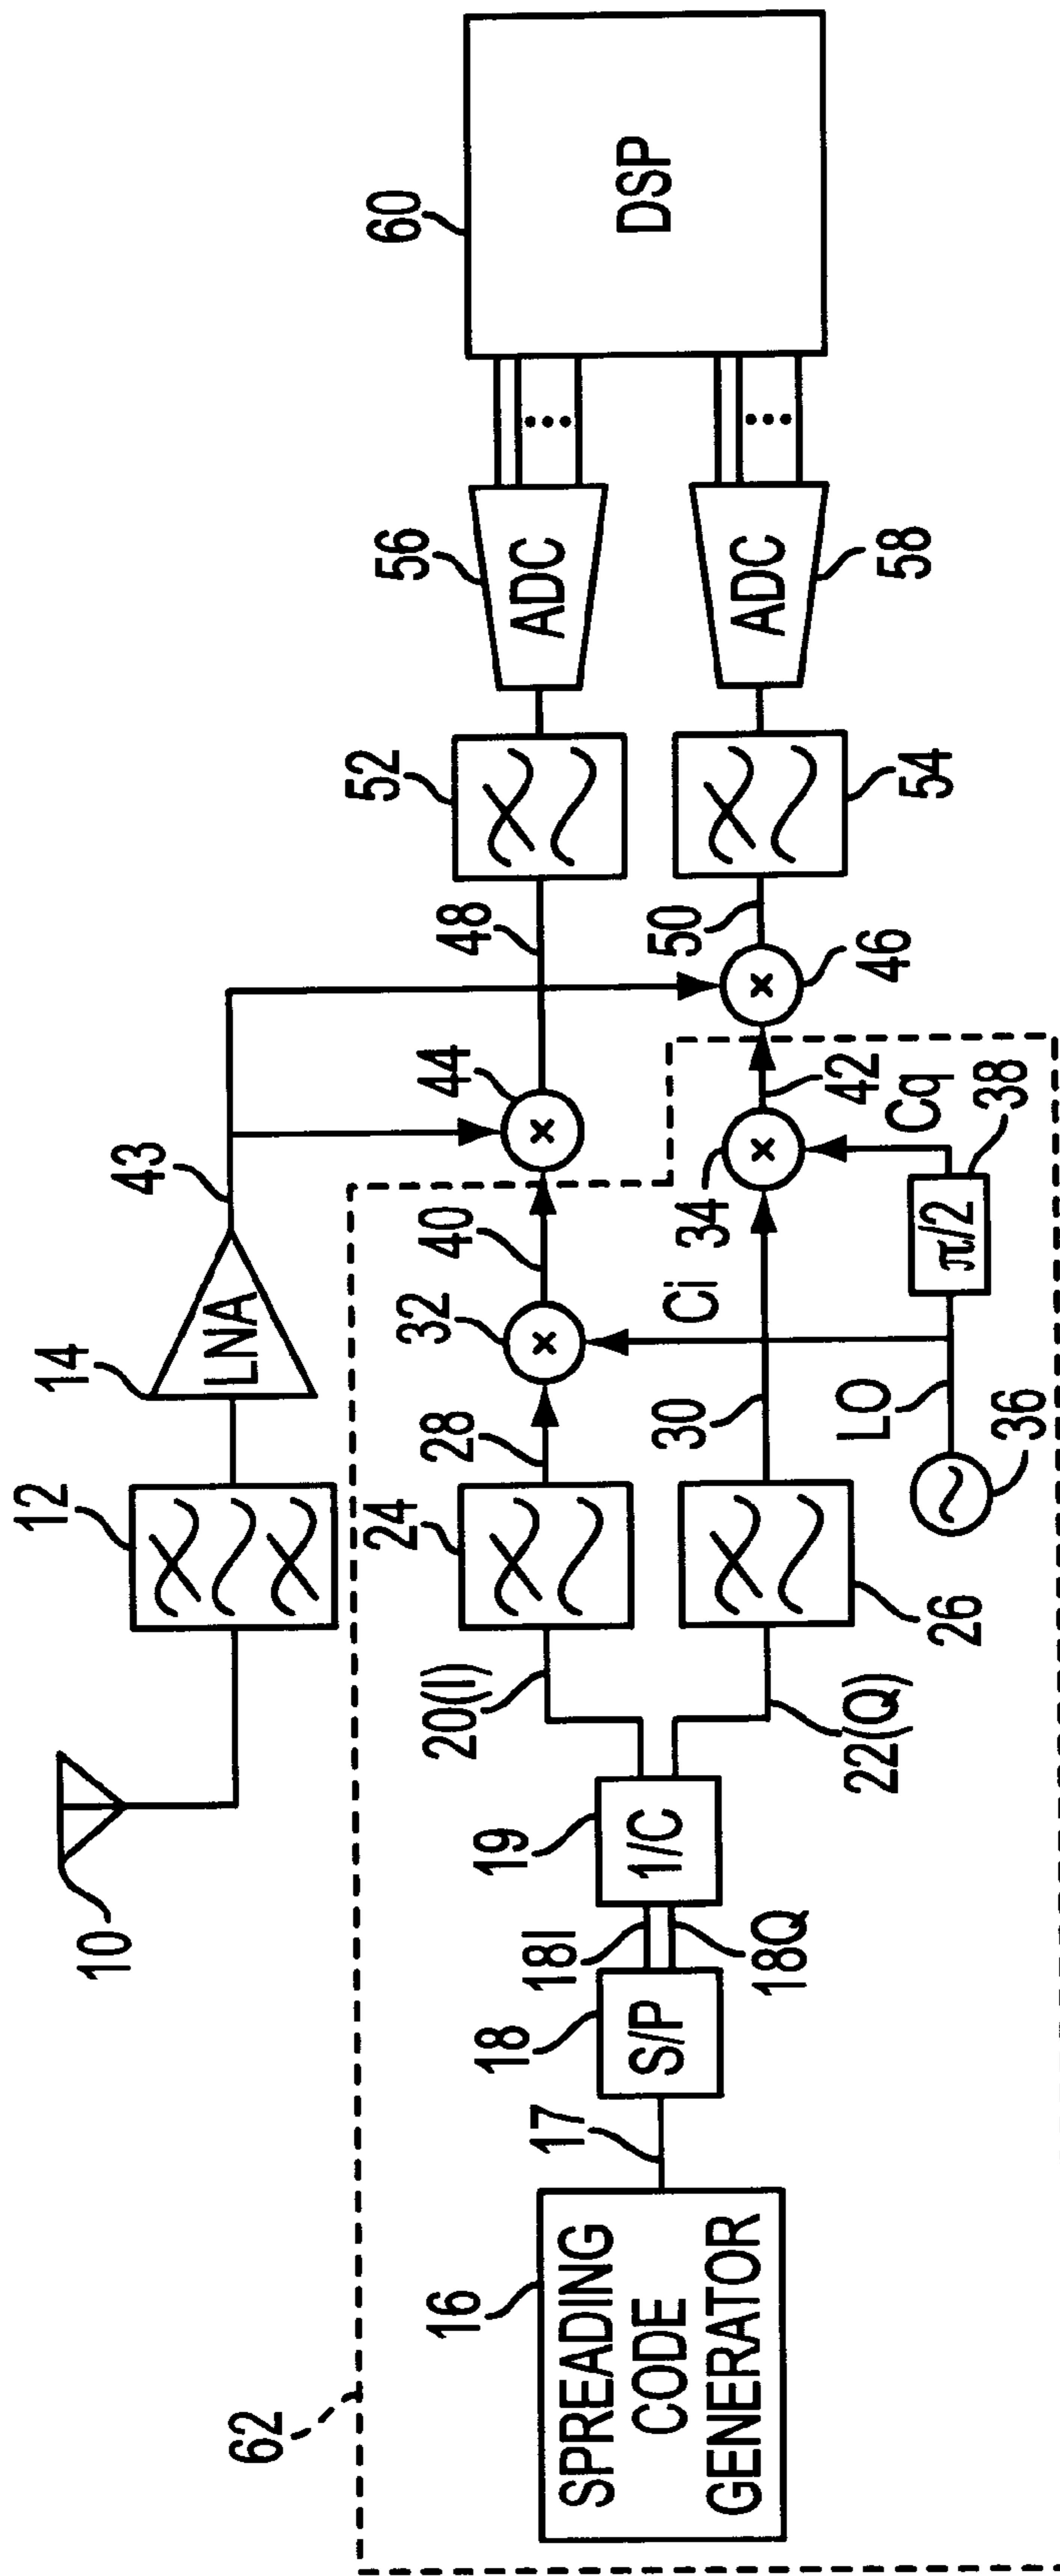 10
12
14
LNA
43
62
16
SPREADING
CODE
GENERATOR
17
18
S/P
18I
18Q
19
1/C
20(I)
22(Q)
24
26
28
30
32
34
Ci
Cq
LO
36
π/2
38
40
42
44
46
48
50
52
54
56
ADC
58
ADC
60
DSP